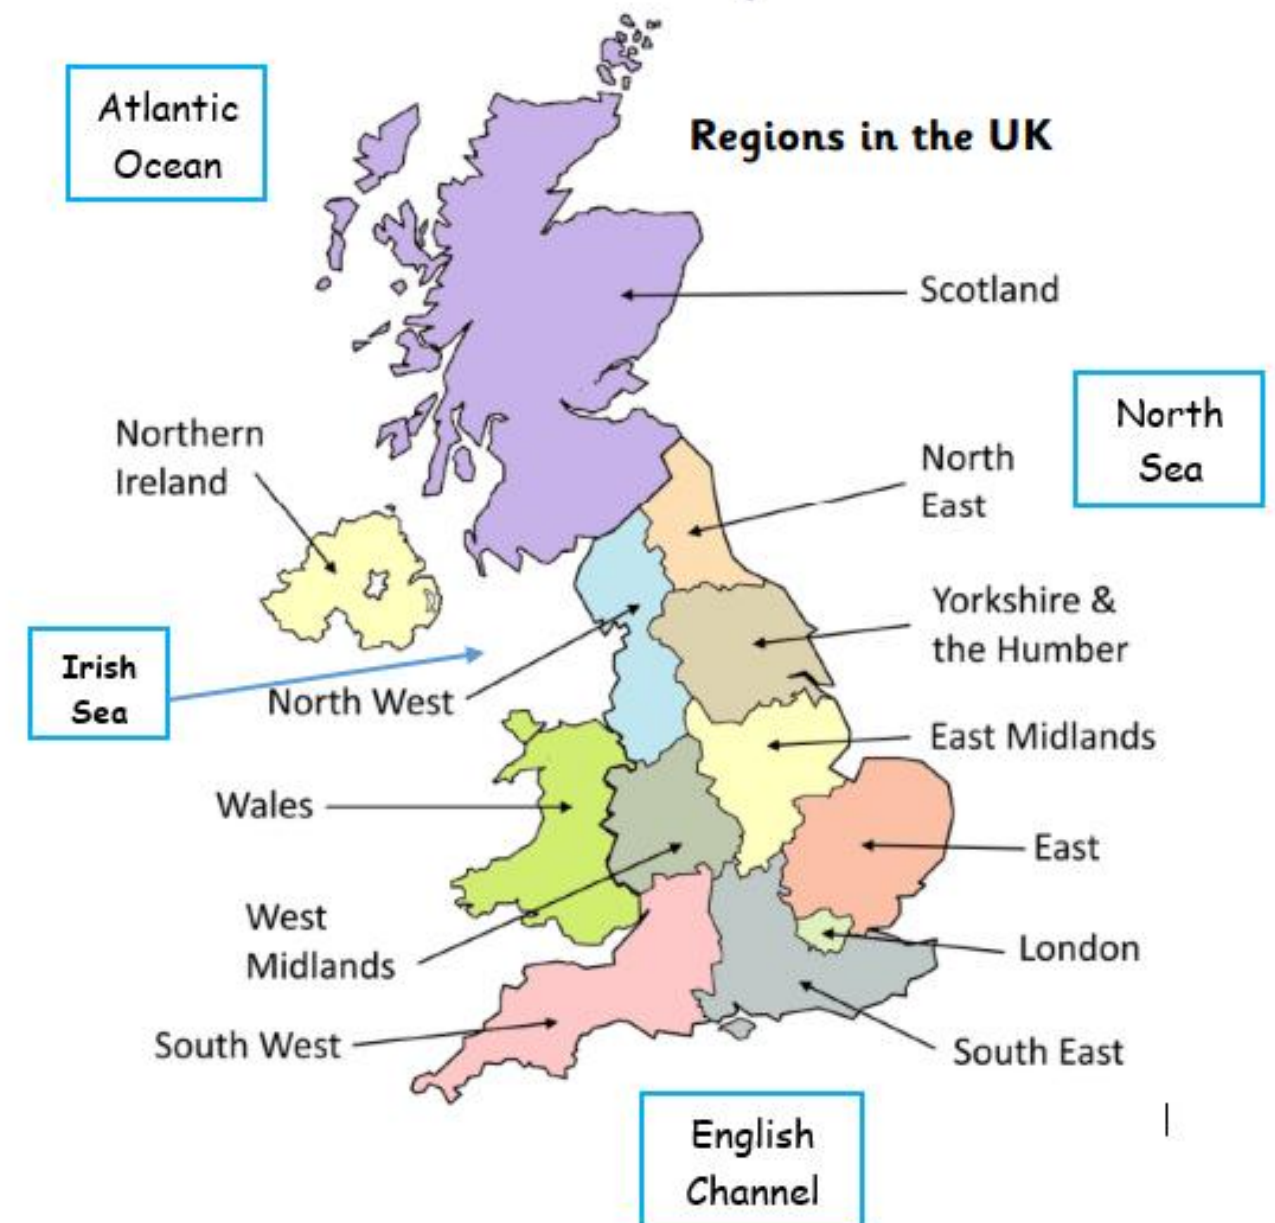 Atlantic
Ocean
Regions in the UK
Scotland
North
Sea
Northern
Ireland
North
East
Yorkshire &
the Humber
Irish
Sea
North West
East Midlands
Wales
East
West
Midlands
London
South West
South East
English
Channel